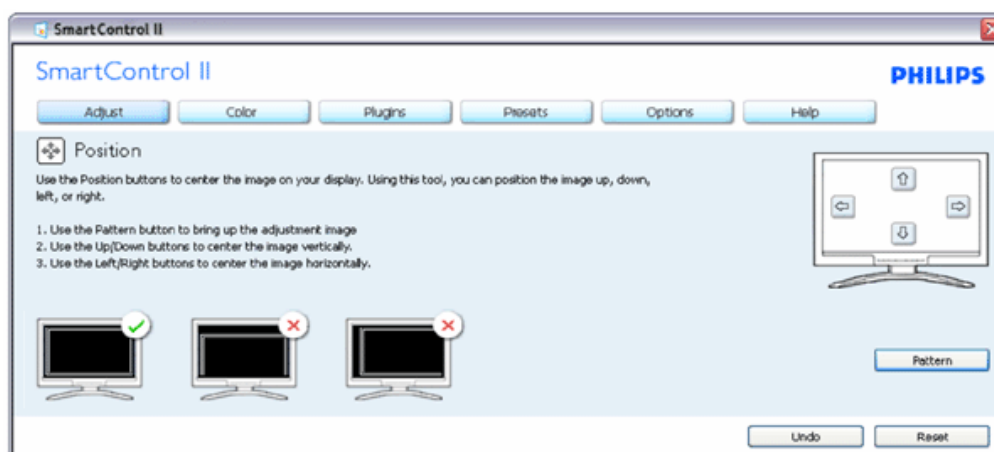 SmartControl II
SmartControl II
PHILIPS
Adjust
Color
Plugins
Presets
Options
Help
Position
Use the Position buttons to center the image on your display. Using this tool, you can position the image up, down,
left, or right.
1. Use the Pattern button to bring up the adjustment image
2. Use the Up/Down buttons to center the image vertically.
3. Use the Left/Right buttons to center the image horizontally.
Pattern
Undo
Reset